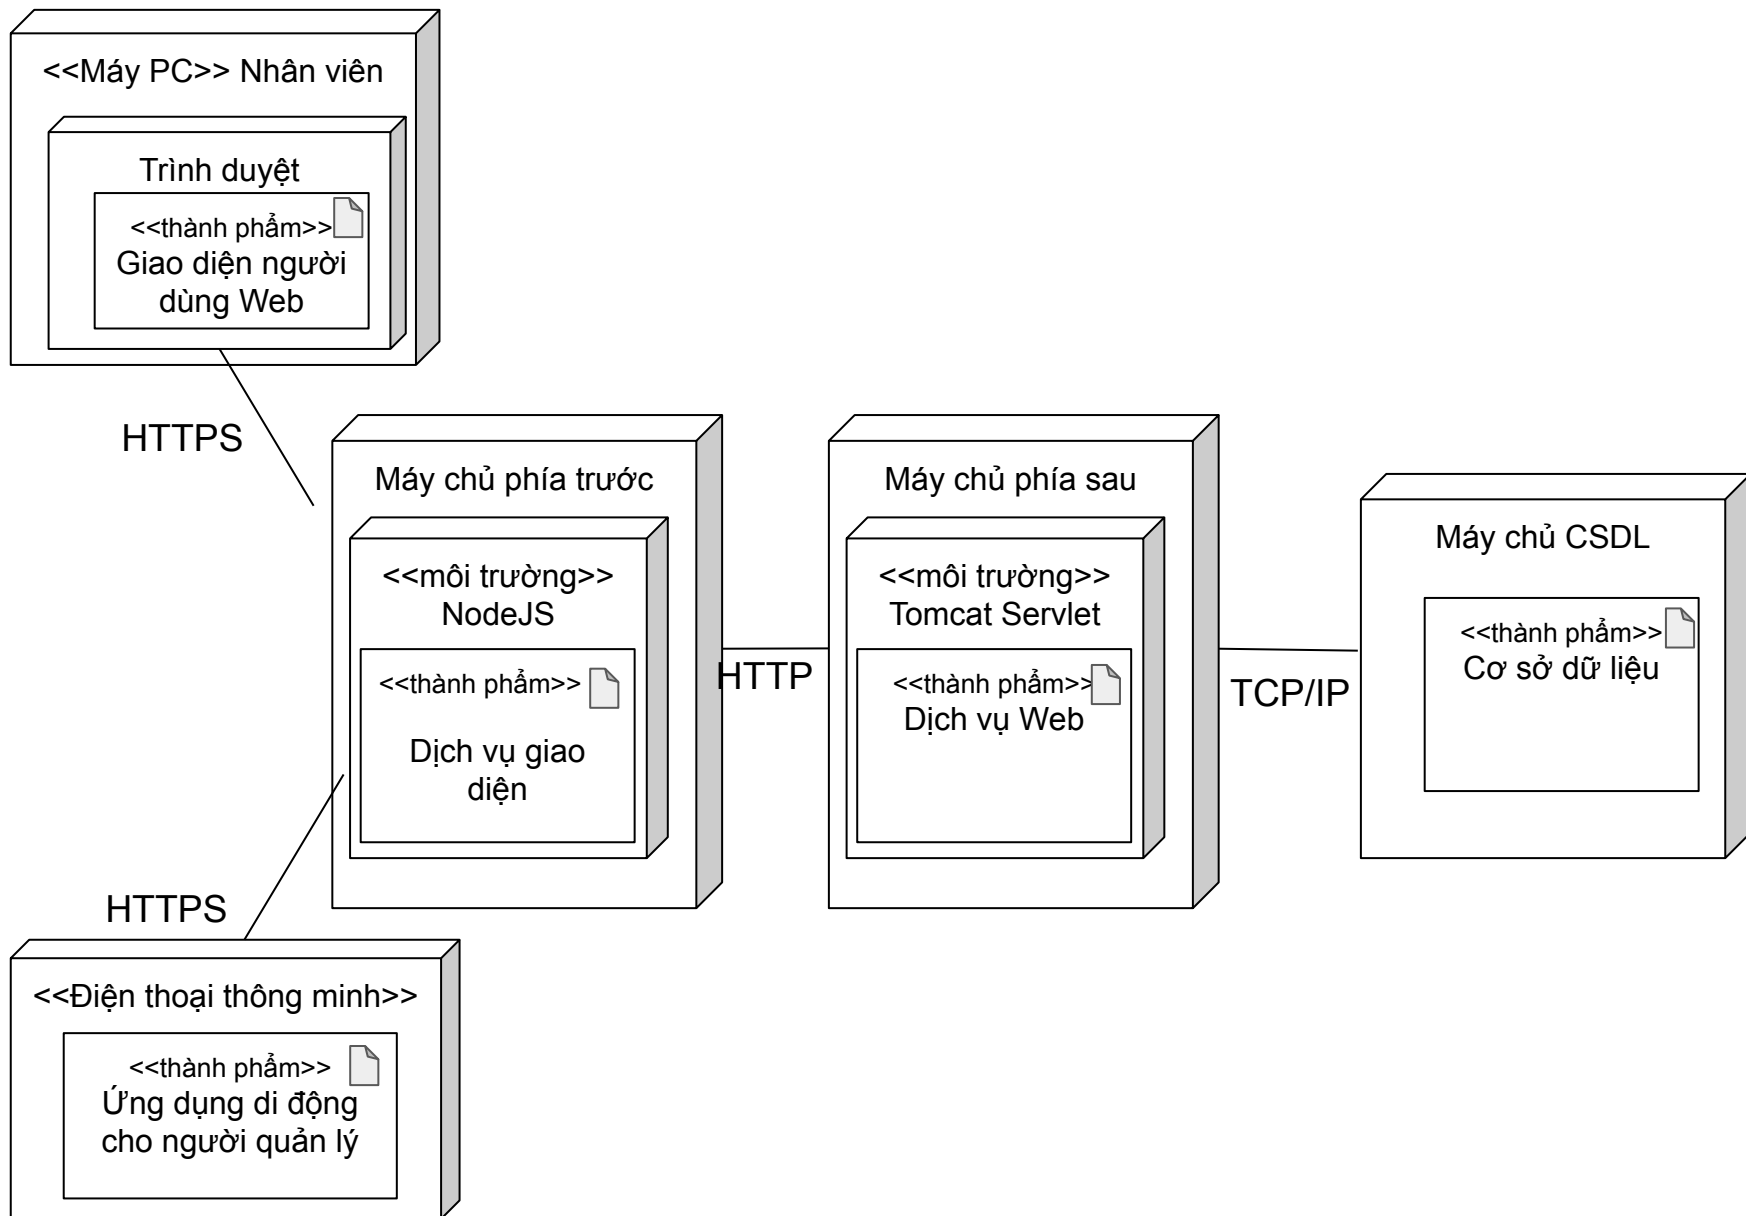 <<Máy PC>> Nhân viên
Trình duyệt
<<thành phẩm>>
Giao diện người
dùng Web
HTTPS
Máy chủ phía trước
<<môi trường>>
NodeJS
<<thành phẩm>>
Dịch vụ giao
diện
HTTP
Máy chủ phía sau
<<môi trường>>
Tomcat Servlet
<<thành phẩm>>
Dịch vụ Web
TCP/IP
Máy chủ CSDL
<<thành phẩm>>
Cơ sở dữ liệu
HTTPS
<<Điện thoại thông minh>>
<<thành phẩm>>
Ứng dụng di động
cho người quản lý